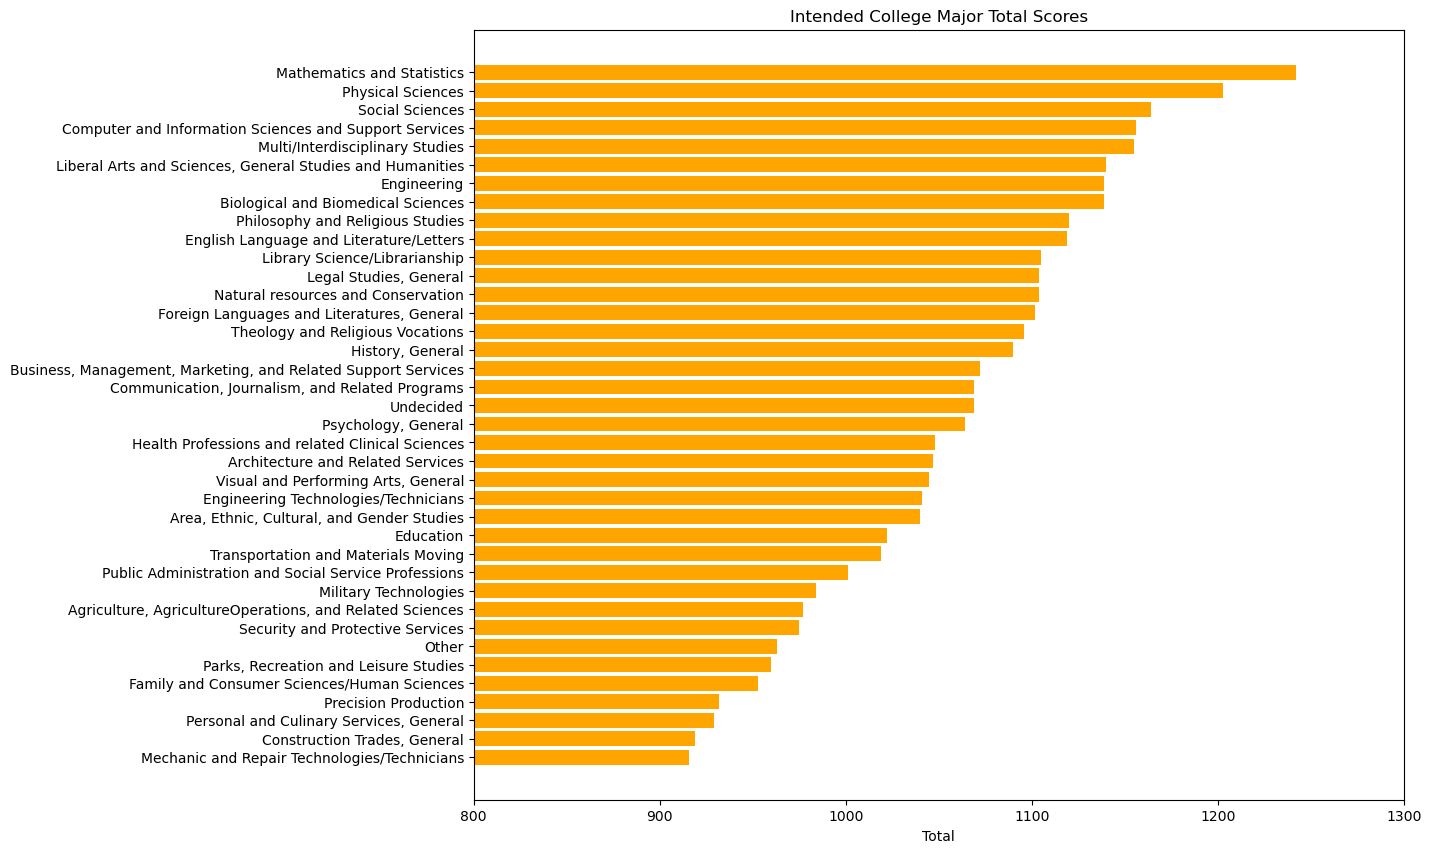 Intended College Major Total Scores
Mathematics and Statistics
Physical Sciences
Social Sciences
Computer and Information Sciences and Support Services
Multi/Interdisciplinary Studies
Liberal Arts and Sciences, General Studies and Humanities
Engineering
Biological and Biomedical Sciences
Philosophy and Religious Studies
English Language and Literature/Letters
Library Science/Librarianship
Legal Studies, General
Natural resources and Conservation
Foreign Languages and Literatures, General
Theology and Religious Vocations
History, General
Business, Management, Marketing, and Related Support Services
Communication, Journalism, and Related Programs
Undecided
Psychology, General
Health Professions and related Clinical Sciences
Architecture and Related Services
Visual and Performing Arts, General
Engineering Technologies/Technicians
Area, Ethnic, Cultural, and Gender Studies
Education
Transportation and Materials Moving
Public Administration and Social Service Professions
Military Technologies
Agriculture, AgricultureOperations, and Related Sciences
Security and Protective Services
Other
Parks, Recreation and Leisure Studies
Family and Consumer Sciences/Human Sciences
Precision Production
Personal and Culinary Services, General
Construction Trades, General
Mechanic and Repair Technologies/Technicians
800 900 1000 1100 1200 1300
Total